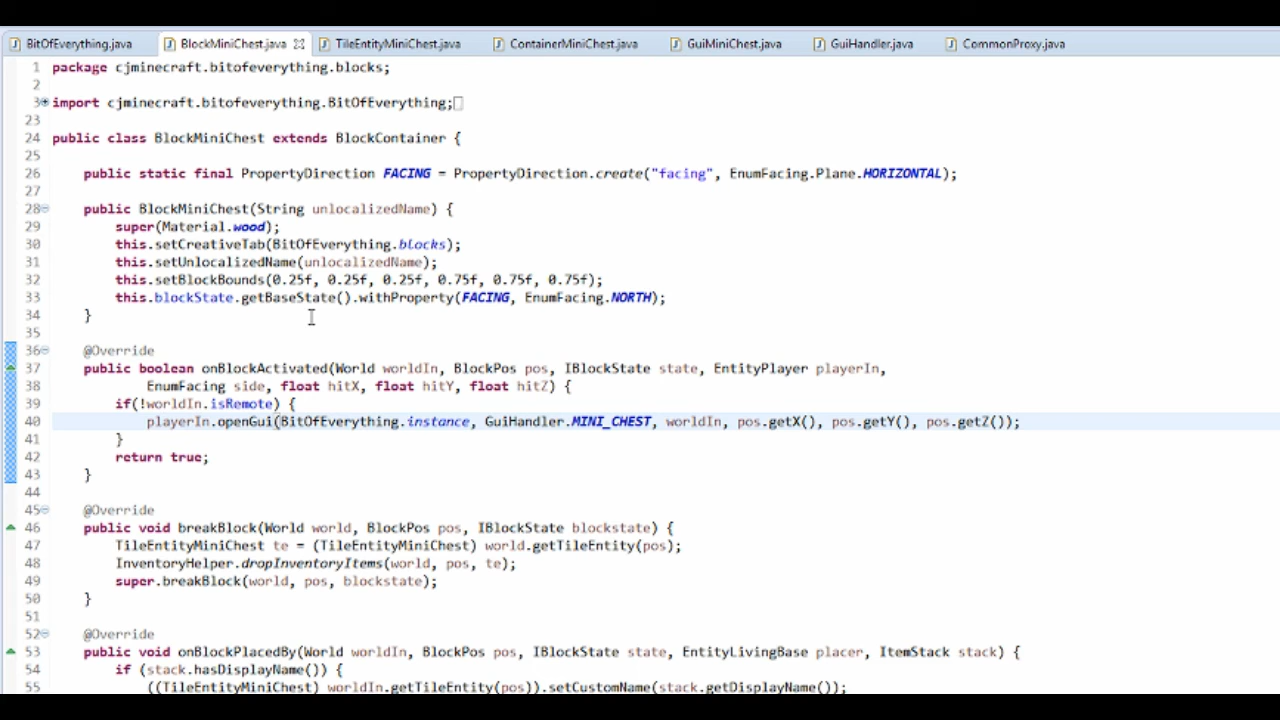 BitOfEverything.java BlockMiniChest.java TileEntityMiniChest.java ContainerMiniChest.java GuiMiniChest.java GuiHandler.java CommonProxy.java
1 package cjminecraft.bitofeverything.blocks;
2
3 import cjminecraft.bitofeverything.BitOfEverything;
23
24 public class BlockMiniChest extends BlockContainer {
25
26 public static final PropertyDirection FACING = PropertyDirection.create("facing", EnumFacing.Plane.HORIZONTAL);
27
28 public BlockMiniChest(String unlocalizedName) {
29 super(Material.wood);
30 this.setCreativeTab(BitOfEverything.blocks);
31 this.setUnlocalizedName(unlocalizedName);
32 this.setBlockBounds(0.25f, 0.25f, 0.25f, 0.75f, 0.75f, 0.75f);
33 this.blockState.getBaseState().withProperty(FACING, EnumFacing.NORTH);
34 }
35
36 @Override
37 public boolean onBlockActivated(World worldIn, BlockPos pos, IBlockState state, EntityPlayer playerIn,
38 EnumFacing side, float hitX, float hitY, float hitZ) {
39 if(!worldIn.isRemote) {
40 playerIn.openGui(BitOfEverything.instance, GuiHandler.MINI_CHEST, worldIn, pos.getX(), pos.getY(), pos.getZ());
41 }
42 return true;
43 }
44
45 @Override
46 public void breakBlock(World world, BlockPos pos, IBlockState blockstate) {
47 TileEntityMiniChest te = (TileEntityMiniChest) world.getTileEntity(pos);
48 InventoryHelper.dropInventoryItems(world, pos, te);
49 super.breakBlock(world, pos, blockstate);
50 }
51
52 @Override
53 public void onBlockPlacedBy(World worldIn, BlockPos pos, IBlockState state, EntityLivingBase placer, ItemStack stack) {
54 if (stack.hasDisplayName()) {
55 ((TileEntityMiniChest) worldIn.getTileEntity(pos)).setCustomName(stack.getDisplayName());